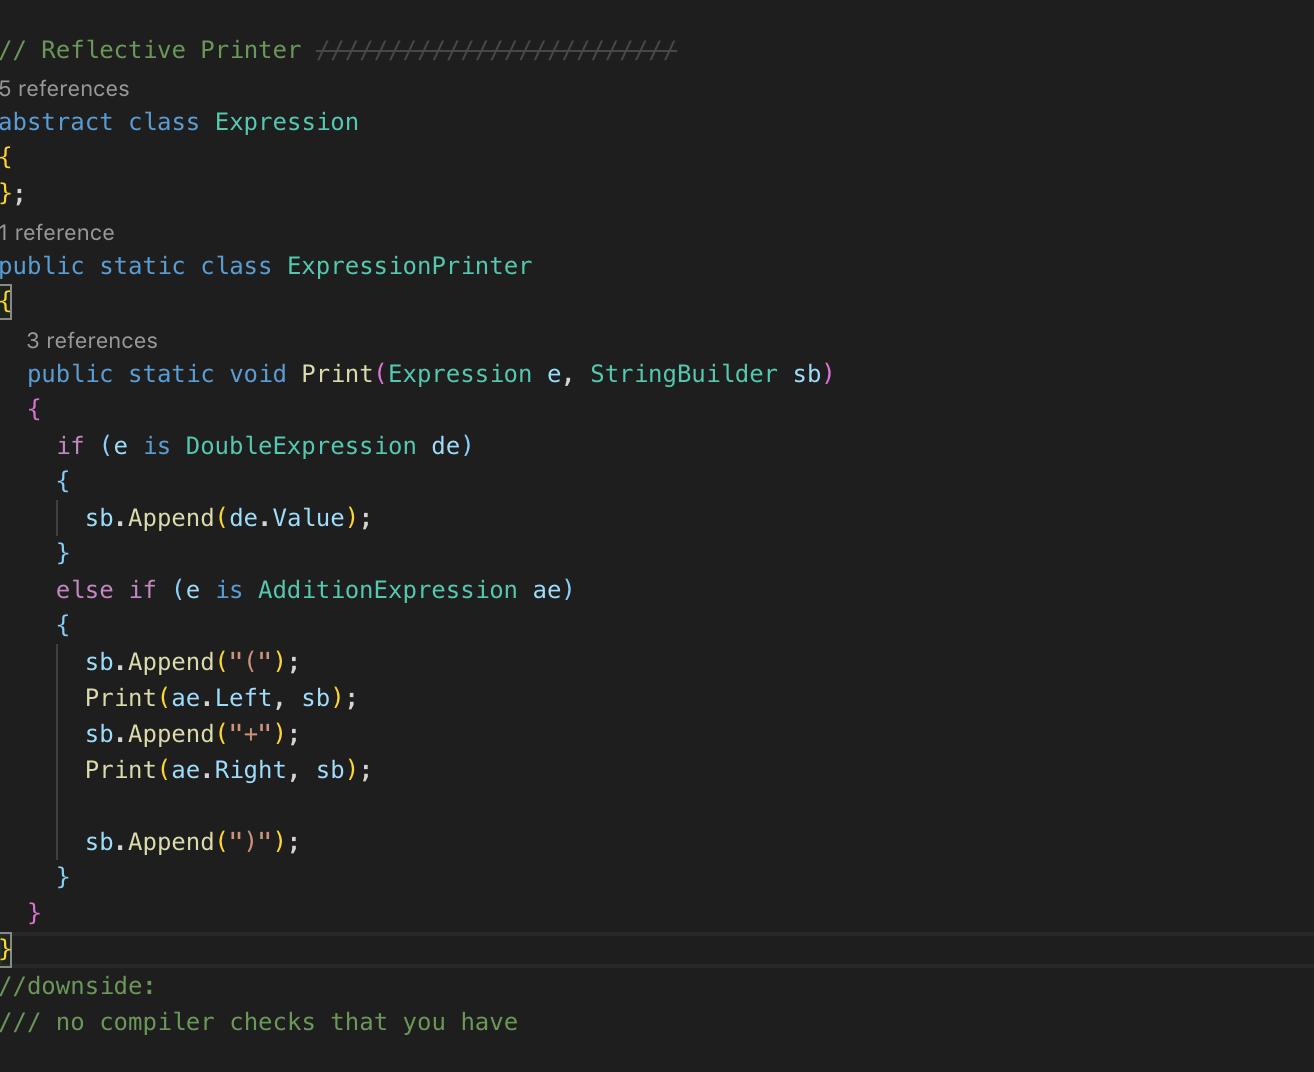 // Reflective Printer /////////////////////////
5 references
abstract class Expression
{
};
1 reference
public static class ExpressionPrinter
{
3 references
public static void Print(Expression e, StringBuilder sb)
{
if (e is DoubleExpression de)
{
sb.Append(de.Value);
}
else if (e is AdditionExpression ae)
{
sb.Append("(");
Print(ae.Left, sb);
sb.Append("+");
Print(ae.Right, sb);
sb.Append(")");
}
}
}
//downside:
/// no compiler checks that you have